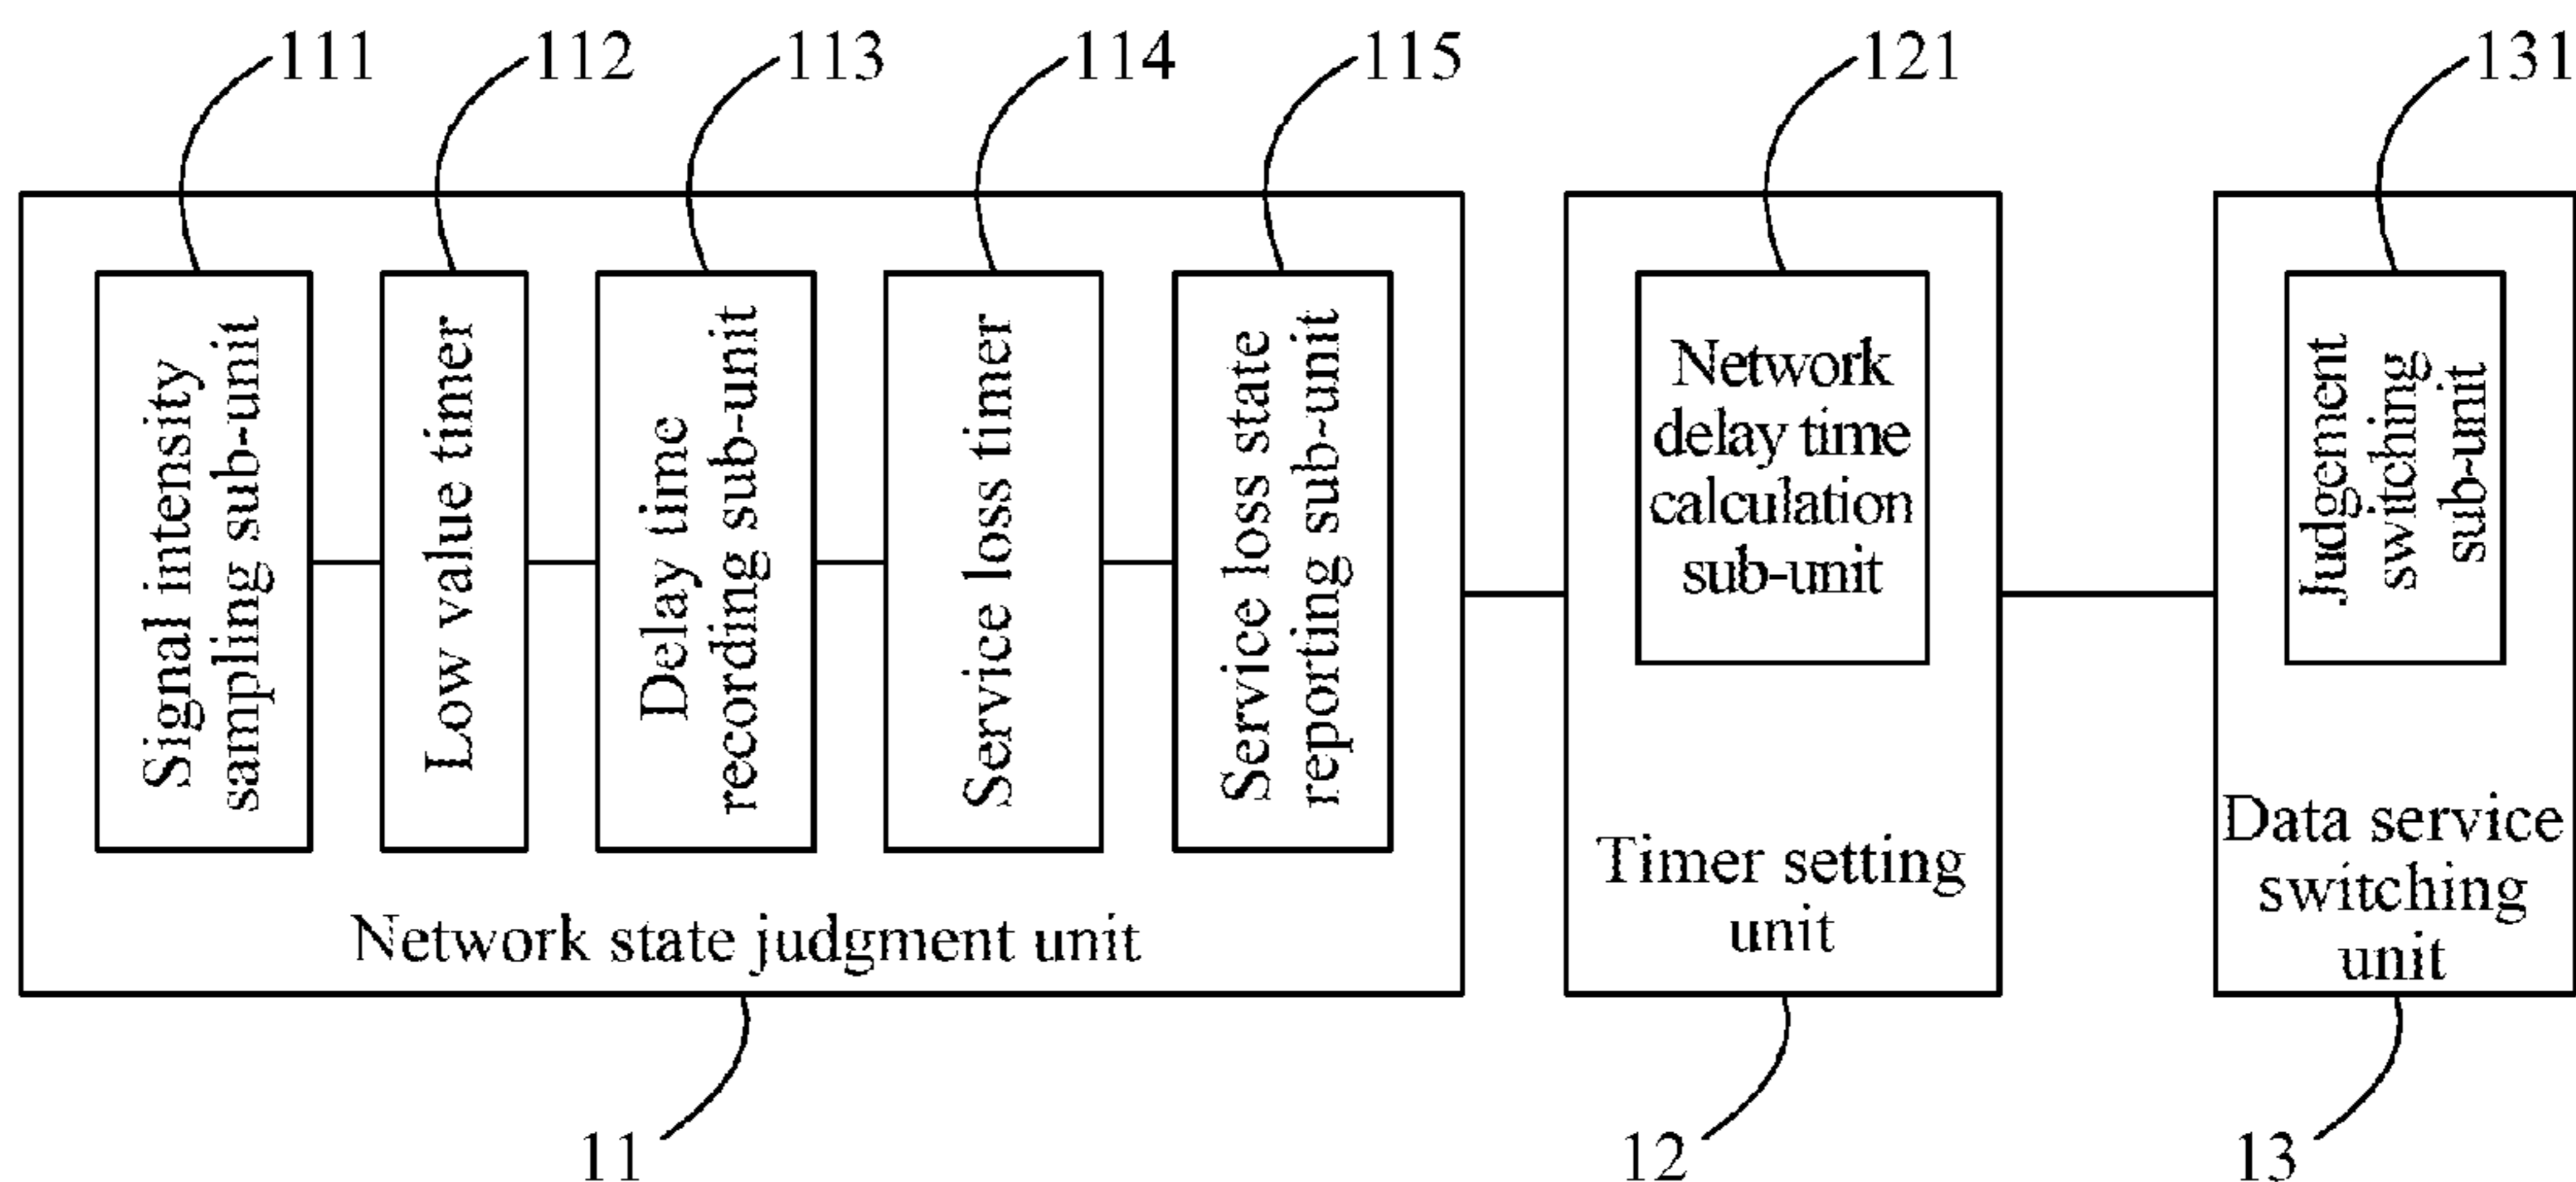 111
112
113
114
115
121
131
Signal intensity
sampling sub-unit
Low value timer
Delay time
recording sub-unit
Service loss timer
Service loss state
reporting sub-unit
Network state judgment unit
Network
delay time
calculation
sub-unit
Timer setting
unit
Judgement
switching
sub-unit
Data service
switching
unit
11
12
13